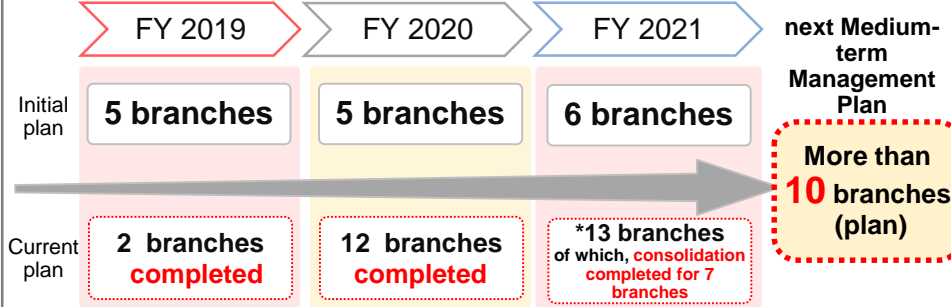 FY 2019
FY 2020
FY 2021
next Medium-
term
Management
Plan
Initial
plan
5 branches
5 branches
6 branches
More than
10 branches
(plan)
Current
plan
2 branches
completed
12 branches
completed
*13 branches
of which, consolidation
completed for 7
branches